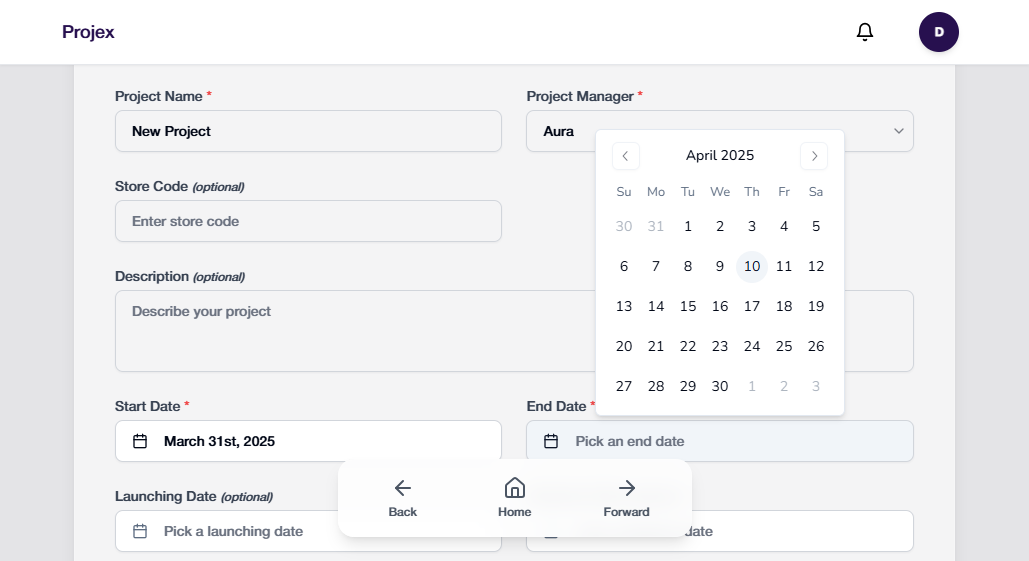 Projex
D
Project Name *
Project Manager *
New Project
Aura
April 2025
Su Mo Tu We Th Fr Sa
30 31 1 2 3 4 5
6 7 8 9 10 11 12
13 14 15 16 17 18 19
20 21 22 23 24 25 26
27 28 29 30 1 2 3
Store Code (optional)
Enter store code
Description (optional)
Describe your project
Start Date *
End Date *
March 31st, 2025
Pick an end date
Launching Date (optional)
Pick a launching date
date
Back
Home
Forward